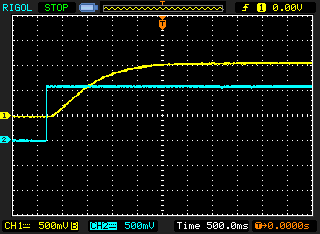 RIGOL STOP T f 1 0.00V
T
1
2
CH1= 500mV B CH2= 500mV Time 500.0ms T→0.0000s